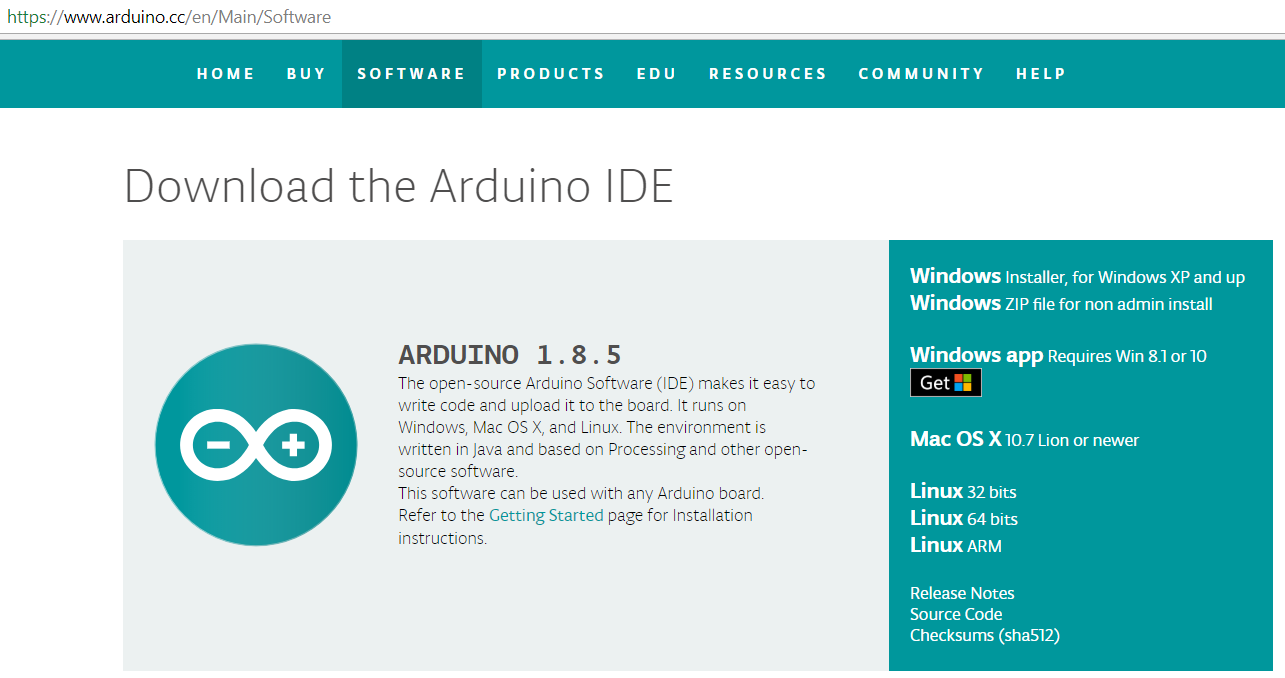 https://www.arduino.cc/en/Main/Software
HOME BUY SOFTWARE PRODUCTS EDU RESOURCES COMMUNITY HELP
Download the Arduino IDE
ARDUINO 1.8.5
The open-source Arduino Software (IDE) makes it easy to
write code and upload it to the board. It runs on
Windows, Mac OS X, and Linux. The environment is
written in Java and based on Processing and other open-
source software.
This software can be used with any Arduino board.
Refer to the Getting Started page for Installation
instructions.
Windows Installer, for Windows XP and up
Windows ZIP file for non admin install
Windows app Requires Win 8.1 or 10
Get
Mac OS X 10.7 Lion or newer
Linux 32 bits
Linux 64 bits
Linux ARM
Release Notes
Source Code
Checksums (sha512)